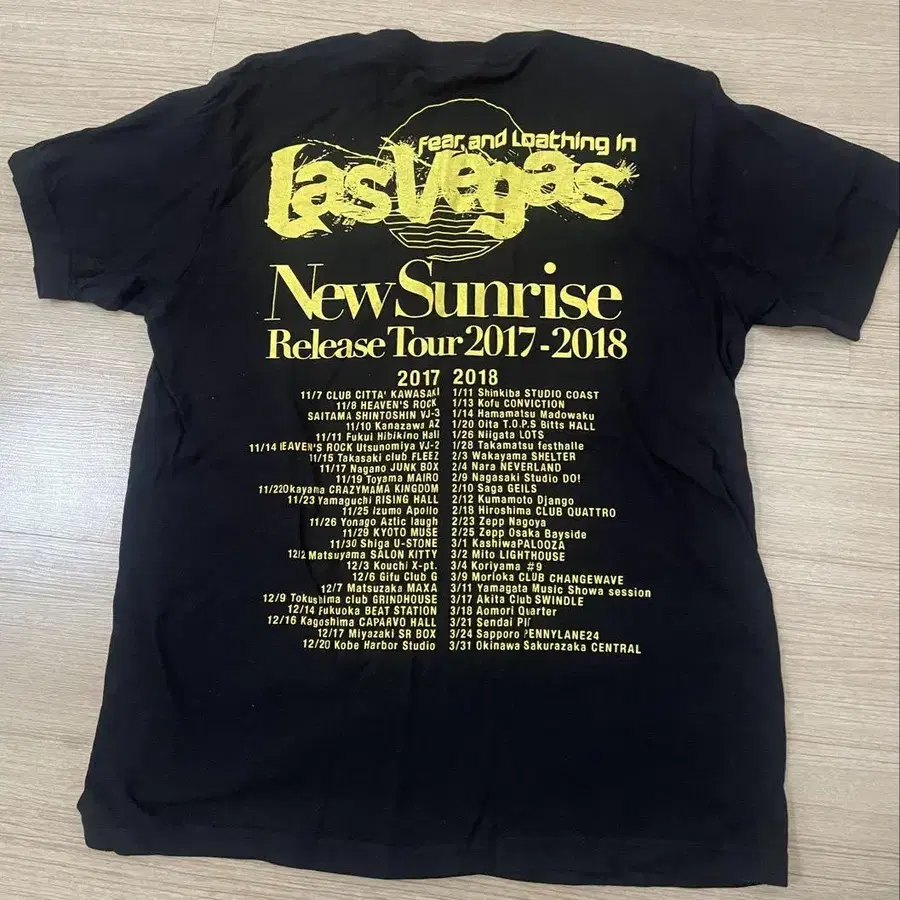 fear and Loathing in
Las Vegas
New Sunrise
Release Tour 2017-2018
2017
11/7 CLUB CITTA' KAWASAKI
11/8 HEAVEN'S ROCK
SAITAMA SHINTOSHIN VJ-3
11/10 Kanazawa AZ
11/11 Fukui Hibikino Hall
11/14 EAVEN'S ROCK Utsunomiya VJ-2
11/15 Takasaki club FLEEZ
11/17 Nagano JUNK BOX
11/19 Toyama MAIRO
11/22 Okayama CRAZYMAMA KINGDOM
11/23 Yamaguchi RISING HALL
11/25 Izumo Apollo
11/26 Yonago Aztic laugh
11/29 KYOTO MUSE
11/30 Shiga U-STONE
12/2 Matsuyama SALON KITTY
12/3 Kouchi X-pt.
12/6 Gifu Club G
12/7 Matsuzaka MAXA
12/9 Tokushima club GRINDHOUSE
12/14 Fukuoka BEAT STATION
12/16 Kagoshima CAPARVO HALL
12/17 Miyazaki SR BOX
12/20 Kobe Harbor Studio
2018
1/11 Shinkiba STUDIO COAST
1/13 Kofu CONVICTION
1/14 Hamamatsu Madowaku
1/20 Oita T.O.P.S Bitts HALL
1/26 Niigata LOTS
1/28 Takamatsu festhalle
2/3 Wakayama SHELTER
2/4 Nara NEVERLAND
2/9 Nagasaki Studio DO!
2/10 Saga GEILS
2/12 Kumamoto Django
2/18 Hiroshima CLUB QUATTRO
2/23 Zepp Nagoya
2/25 Zepp Osaka Bayside
3/1 KashiwaPALOOZA
3/2 Mito LIGHTHOUSE
3/4 Koriyama #9
3/9 Morioka CLUB CHANGEWAVE
3/11 Yamagata Music Showa session
3/17 Akita Club SWINDLE
3/18 Aomori Quarter
3/21 Sendai
3/24 Sapporo PENNYLANE24
3/31 Okinawa Sakurazaka CENTRAL